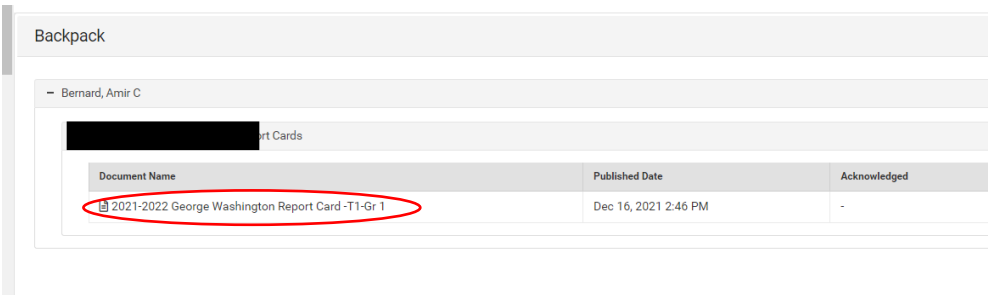 Backpack
Bernard, Amir C
ort Cards
Document Name Published Date Acknowledged
2021-2022 George Washington Report Card -T1-Gr 1 Dec 16, 2021 2:46 PM -